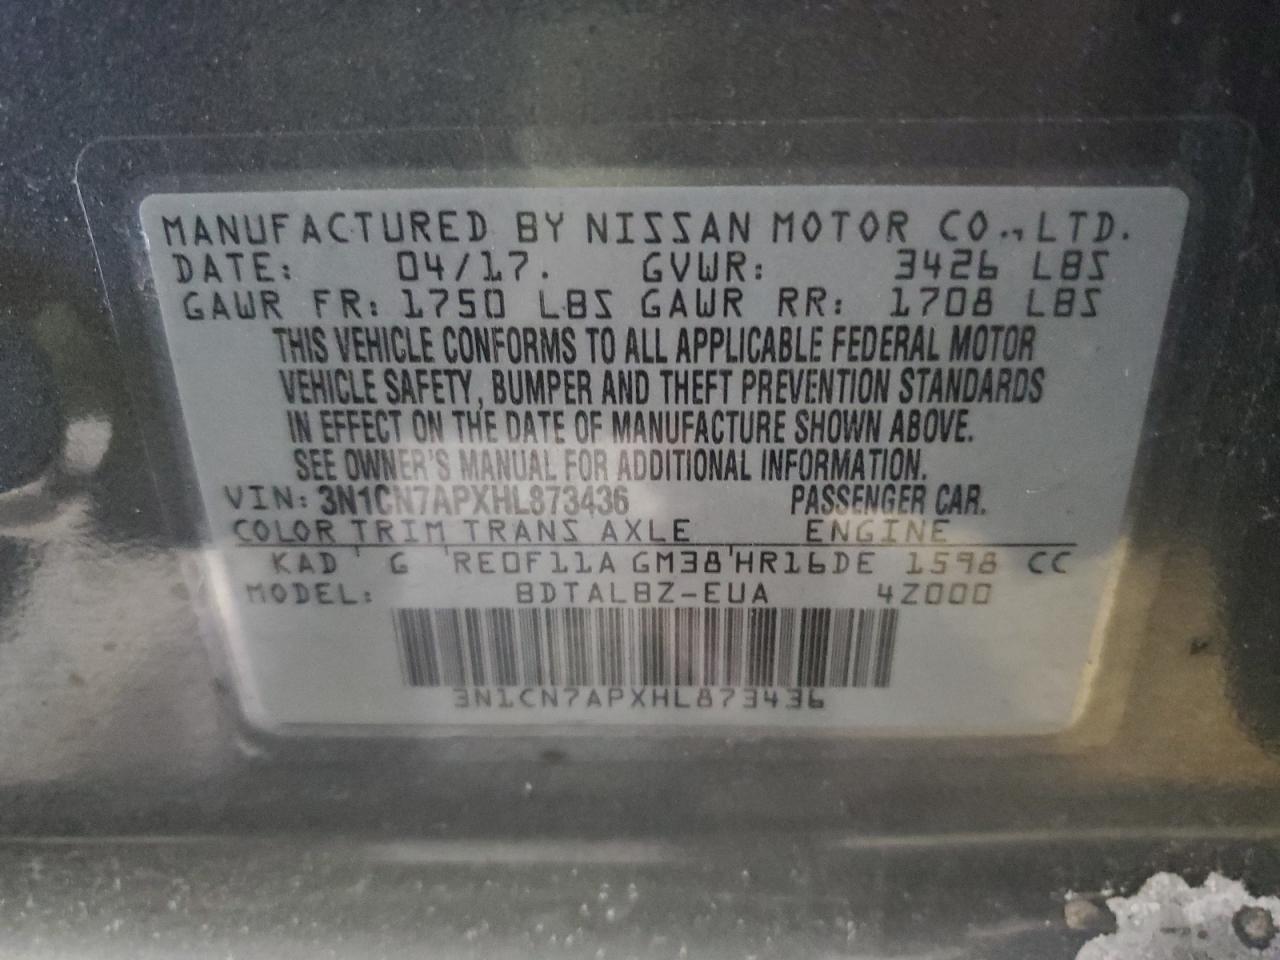 MANUFACTURED BY NISSAN MOTOR CO., LTD.
DATE: 04/17. GVWR: 3426 LBS
GAWR FR: 1750 LBS GAWR RR: 1708 LBS
THIS VEHICLE CONFORMS TO ALL APPLICABLE FEDERAL MOTOR
VEHICLE SAFETY, BUMPER AND THEFT PREVENTION STANDARDS
IN EFFECT ON THE DATE OF MANUFACTURE SHOWN ABOVE.
SEE OWNER'S MANUAL FOR ADDITIONAL INFORMATION.
VIN: 3N1CN7APXHL873436 PASSENGER CAR.
COLOR TRIM TRANS AXLE ENGINE
KAD G RE0F11A GM38 HR16DE 1598 CC
MODEL: BDTALBZ-EUA 4Z000
3N1CN7APXHL873436